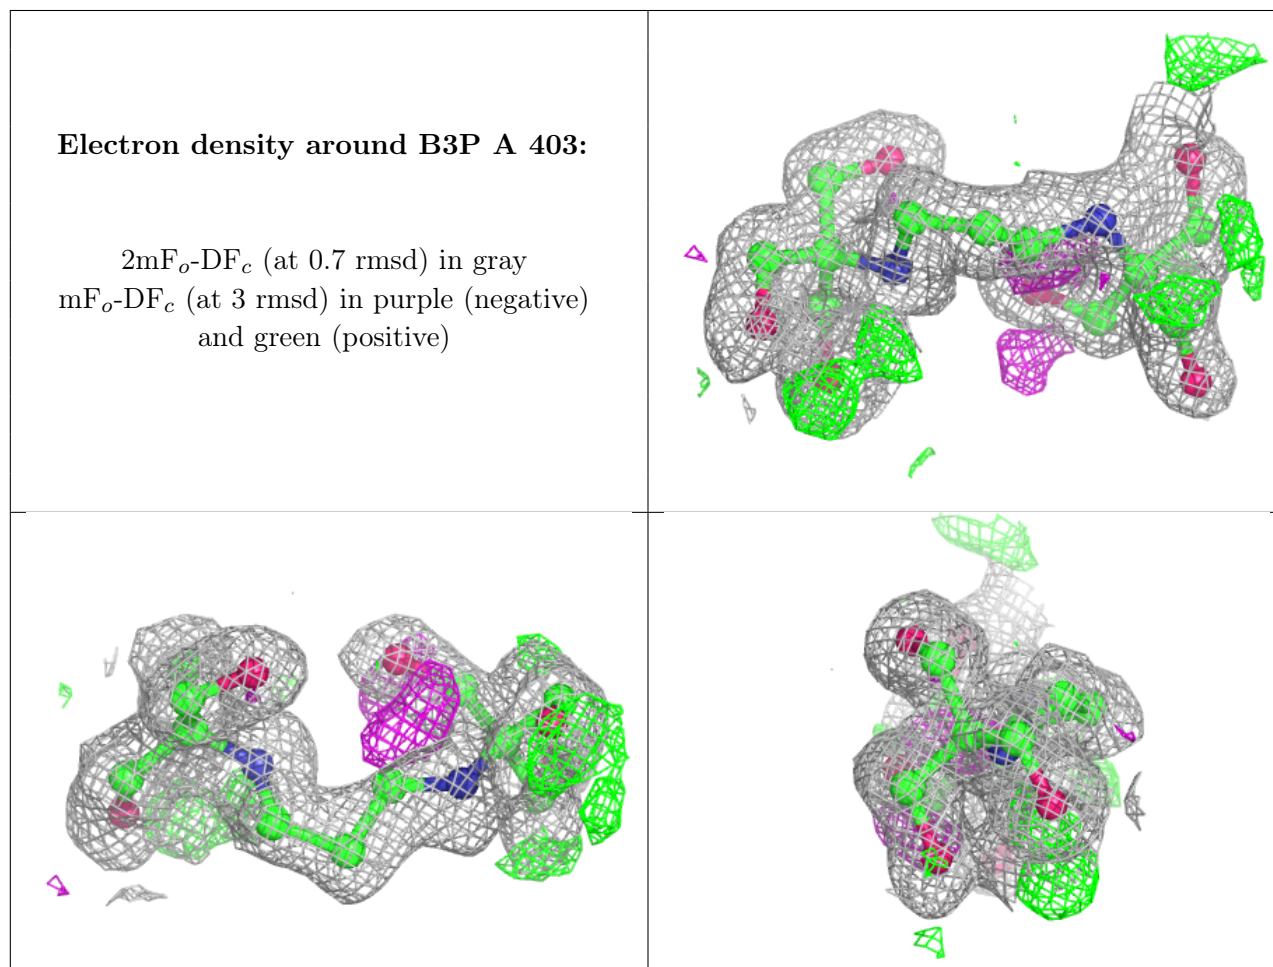 Electron density around B3P A 403:
2mFo-DFc (at 0.7 rmsd) in gray
mFo-DFc (at 3 rmsd) in purple (negative)
and green (positive)